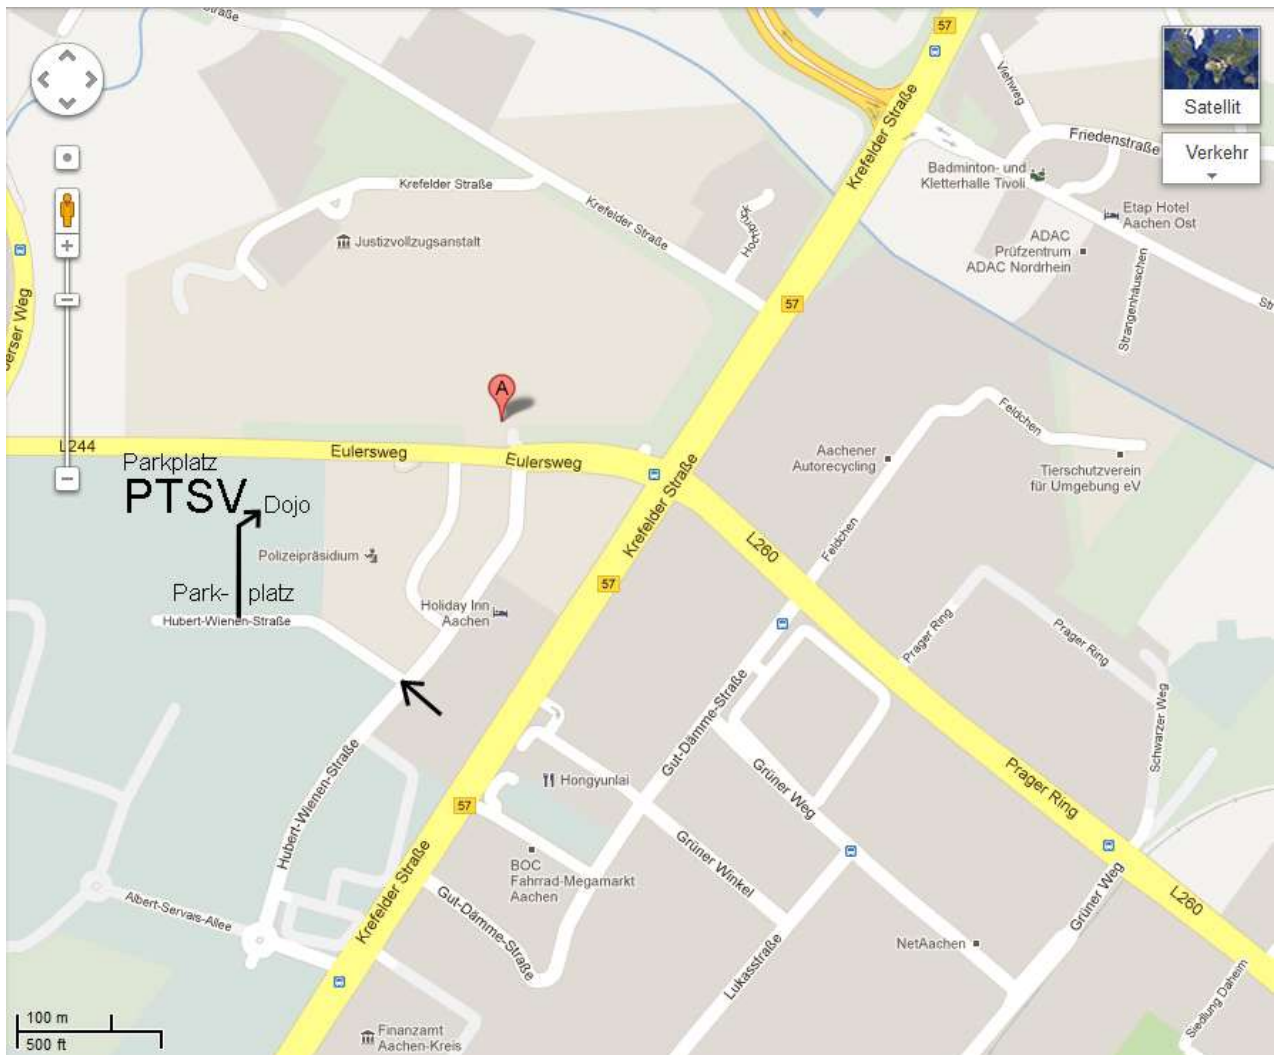 57
Satellit
Verkehr
Viehweg
Friedenstraße
Krefelder Straße
Badminton- und
Kletterhalle Tivoli
Etap Hotel
Aachen Ost
ADAC
Prüfzentrum
ADAC Nordrhein
Strangenhäuschen
Krefelder Straße
Krefelder Straße
Justizvollzugsanstalt
57
A
Feldchen
Feldchen
Aachener
Autorecycling
Tierschutzverein
für Umgebung eV
L244
Eulersweg
Eulersweg
Krefelder Straße
Parkplatz
PTSV
Dojo
Polizeipräsidium
Park- platz
Hubert-Wienen-Straße
Holiday Inn
Aachen
57
L260
Prager Ring
Prager Ring
Schwarzer Weg
Gut-Dämme-Straße
Grüner Weg
Prager Ring
Hubert-Wienen-Straße
57
Hongyunlai
Grüner Winkel
BOC
Fahrrad-Megamarkt
Aachen
Krefelder Straße
Gut-Dämme-Straße
Albert-Servais-Allee
Lukasstraße
NetAachen
Grüner Weg
L260
Siedlung Daheim
Finanzamt
Aachen-Kreis
100 m
500 ft